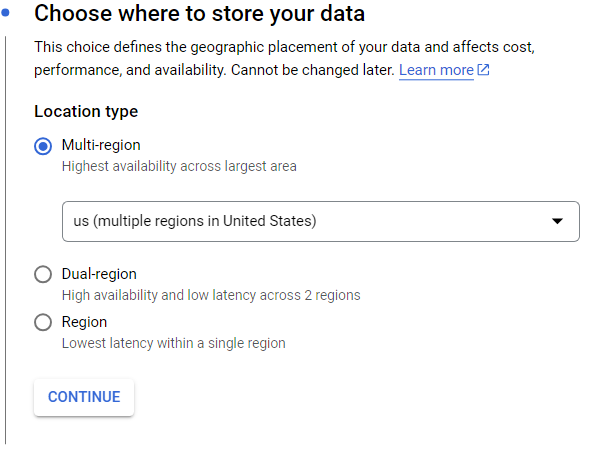 Choose where to store your data
This choice defines the geographic placement of your data and affects cost,
performance, and availability. Cannot be changed later. Learn more
Location type
Multi-region
Highest availability across largest area
us (multiple regions in United States)
Dual-region
High availability and low latency across 2 regions
Region
Lowest latency within a single region
CONTINUE